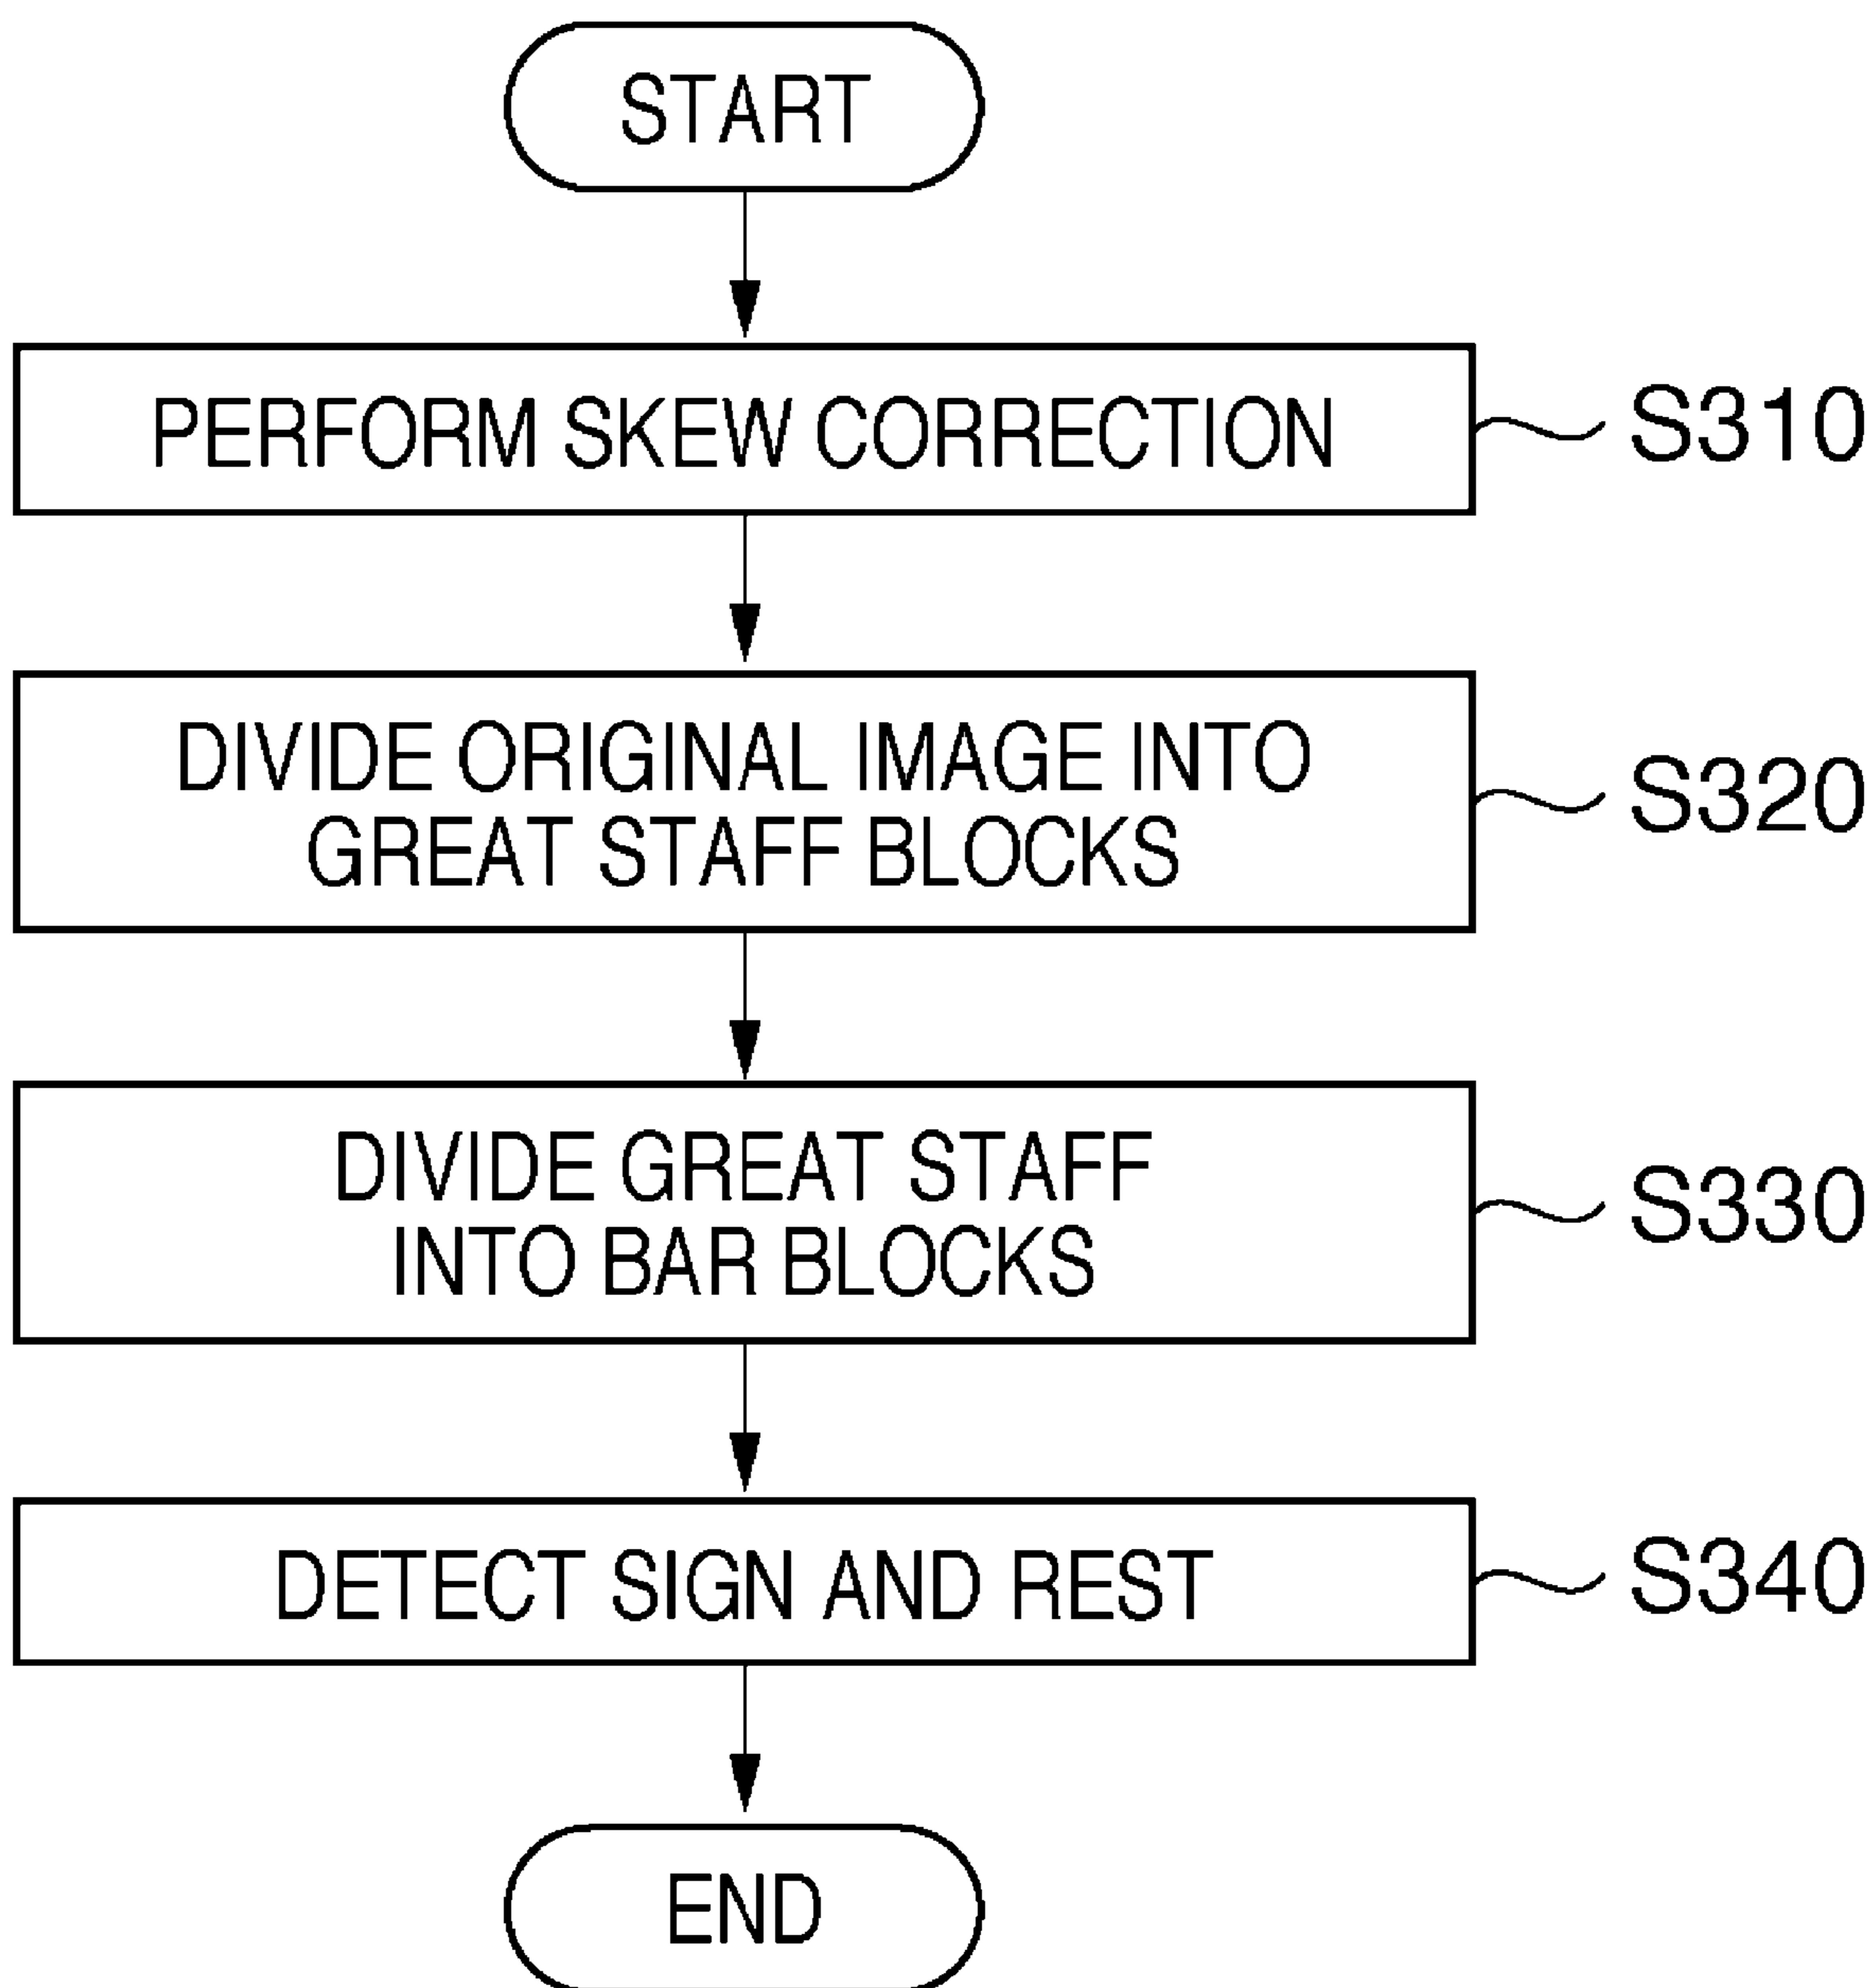 START
PERFORM SKEW CORRECTION
S310
DIVIDE ORIGINAL IMAGE INTO
GREAT STAFF BLOCKS
S320
DIVIDE GREAT STAFF
INTO BAR BLOCKS
S330
DETECT SIGN AND REST
S340
END